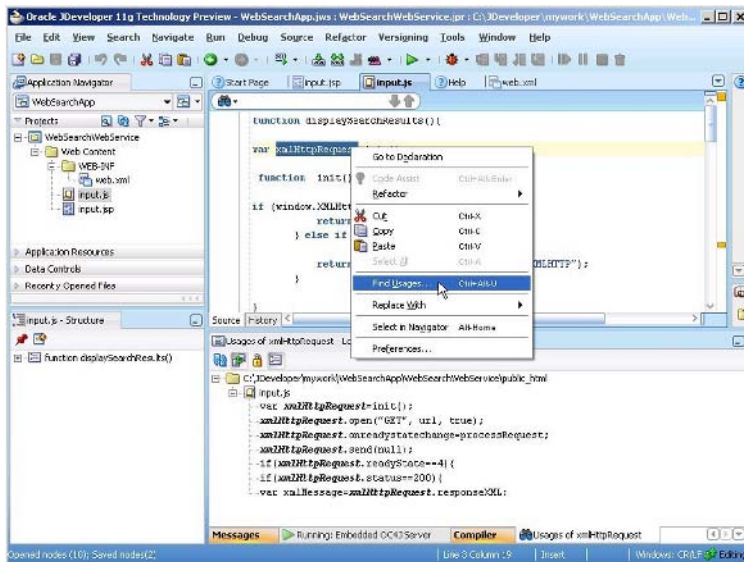 Oracle JDeveloper 11g Technology Preview - WebSearchApp.jws : WebSearchWebService.jpr : C:\JDeveloper\mywork\WebSearchApp\Web...
File Edit View Search Navigate Run Debug Source Refactor Versioning Tools Window Help
Application Navigator
Start Page input.jsp input.js Help web.xml
WebSearchApp
Projects
WebSearchWebService
Web Content
WEB-INF
web.xml
input.js
input.jsp
Application Resources
Data Controls
Recently Opened Files
function displaySearchResults(){
var xmlHttpReques
function init()
if (window.XMLHtt
return
} else if
return MLHTTP");
}
}
Go to Declaration
Code Assist Ctrl+Alt-Enter
Refactor
Cut Ctrl-X
Copy Ctrl-C
Paste Ctrl-V
Select All Ctrl-A
Find Usages... Ctrl+Alt-U
Replace With
Select in Navigator Alt-Home
Preferences...
Source History
input.js - Structure
function displaySearchResults()
Usages of xmlHttpRequest
C:\JDeveloper\mywork\WebSearchApp\WebSearchWebService\public_html
input.js
var xmlHttpRequest=init();
xmlHttpRequest.open("GET", url, true);
xmlHttpRequest.onreadystatechange=processRequest;
xmlHttpRequest.send(null);
if(xmlHttpRequest.readyState==4){
if(xmlHttpRequest.status==200){
var xmlMessage=xmlHttpRequest.responseXML;
Messages Running: Embedded OC4J Server Compiler Usages of xmlHttpRequest
Opened nodes (10); Saved nodes(2) Line 3 Column 19 Insert Windows: CR/LF Editing